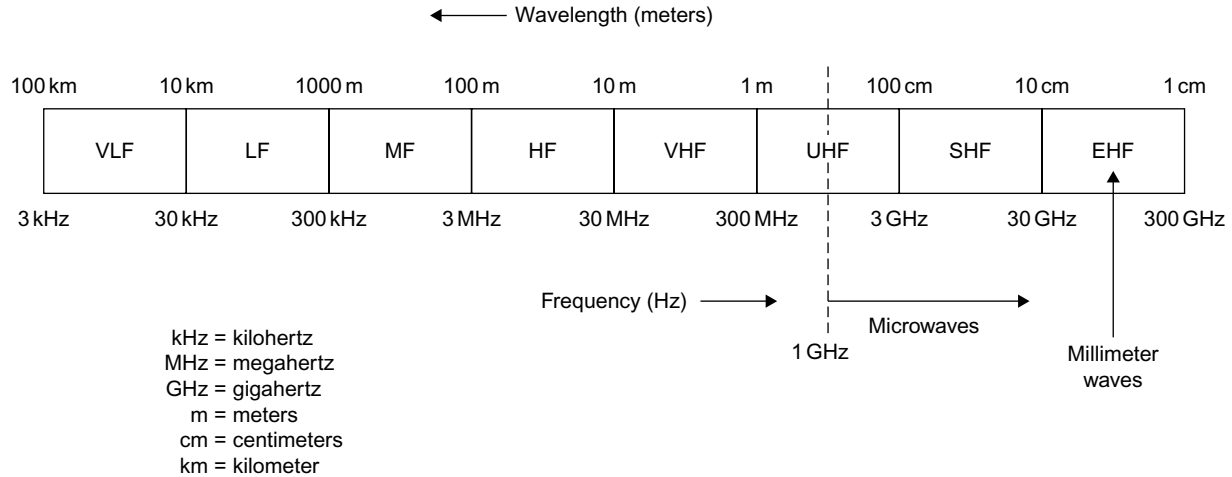 Wavelength (meters)
100 km 10 km 1000 m 100 m 10 m 1 m 100 cm 10 cm 1 cm
VLF LF MF HF VHF UHF SHF EHF
3 kHz 30 kHz 300 kHz 3 MHz 30 MHz 300 MHz 3 GHz 30 GHz 300 GHz
Frequency (Hz)
Microwaves
1 GHz
Millimeter
waves
kHz = kilohertz
MHz = megahertz
GHz = gigahertz
m = meters
cm = centimeters
km = kilometer